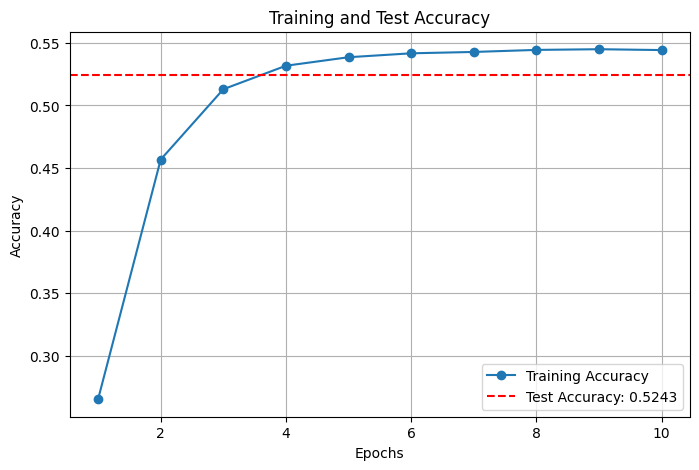 Training and Test Accuracy
Accuracy
0.55
0.50
0.45
0.40
0.35
0.30
2 4 6 8 10
Epochs
Training Accuracy
Test Accuracy: 0.5243